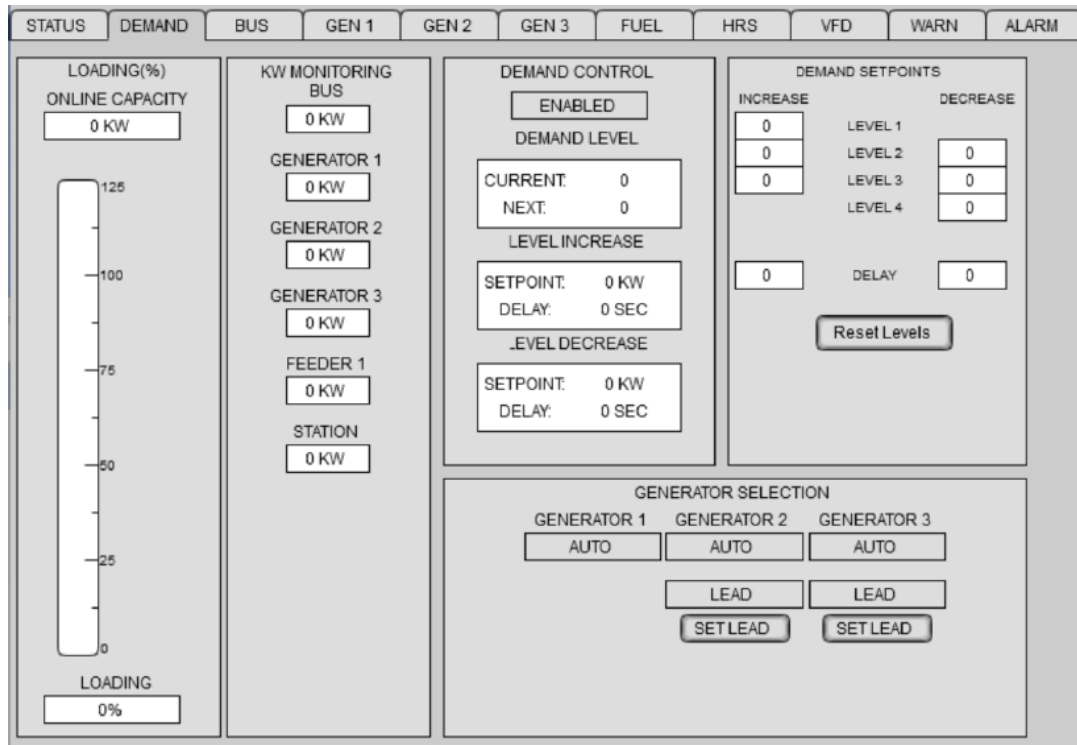 STATUS DEMAND BUS GEN 1 GEN 2 GEN 3 FUEL HRS VFD WARN ALARM
LOADING(%)
ONLINE CAPACITY
0 KW
125
100
75
50
25
0
LOADING
0%
KW MONITORING
BUS
0 KW
GENERATOR 1
0 KW
GENERATOR 2
0 KW
GENERATOR 3
0 KW
FEEDER 1
0 KW
STATION
0 KW
DEMAND CONTROL
ENABLED
DEMAND LEVEL
CURRENT: 0
NEXT: 0
LEVEL INCREASE
SETPOINT: 0 KW
DELAY: 0 SEC
LEVEL DECREASE
SETPOINT: 0 KW
DELAY: 0 SEC
DEMAND SETPOINTS
INCREASE DECREASE
0 LEVEL 1
0 LEVEL 2 0
0 LEVEL 3 0
LEVEL 4 0
0 DELAY 0
Reset Levels
GENERATOR SELECTION
GENERATOR 1 GENERATOR 2 GENERATOR 3
AUTO AUTO AUTO
LEAD LEAD
SET LEAD SET LEAD